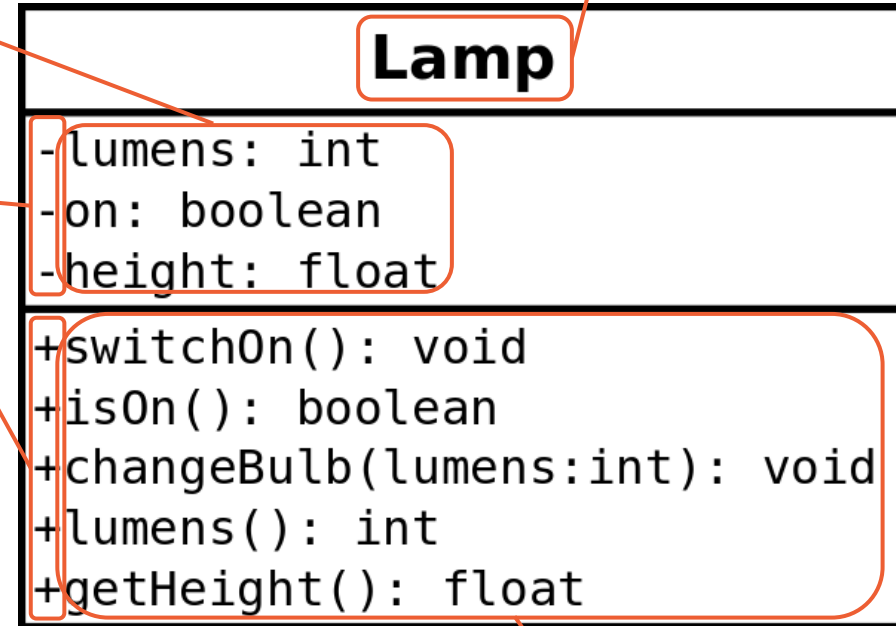 Lamp
-lumens: int
-on: boolean
-height: float
+switchOn(): void
+isOn(): boolean
+changeBulb(lumens:int): void
+lumens(): int
+getHeight(): float